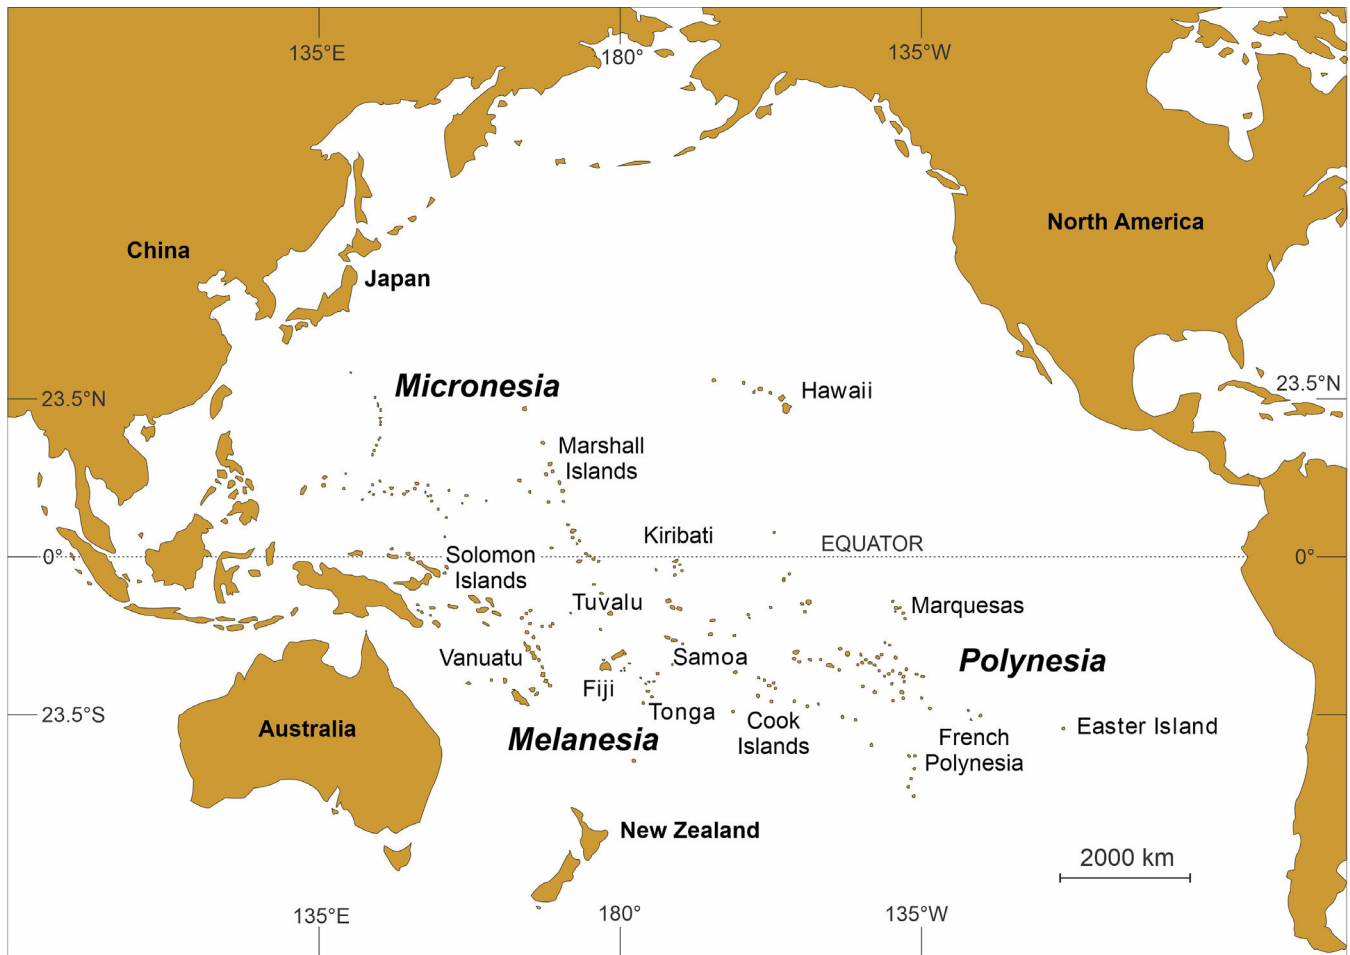 135°E
180°
135°W
North America
China
Japan
Micronesia
23.5°N
Hawaii
23.5°N
Marshall
Islands
Kiribati
EQUATOR
0°
Solomon
Islands
0°
Tuvalu
Marquesas
Vanuatu
Samoa
Polynesia
Fiji
23.5°S
Tonga
Cook
Islands
Easter Island
Australia
Melanesia
French
Polynesia
New Zealand
2000 km
135°E
180°
135°W